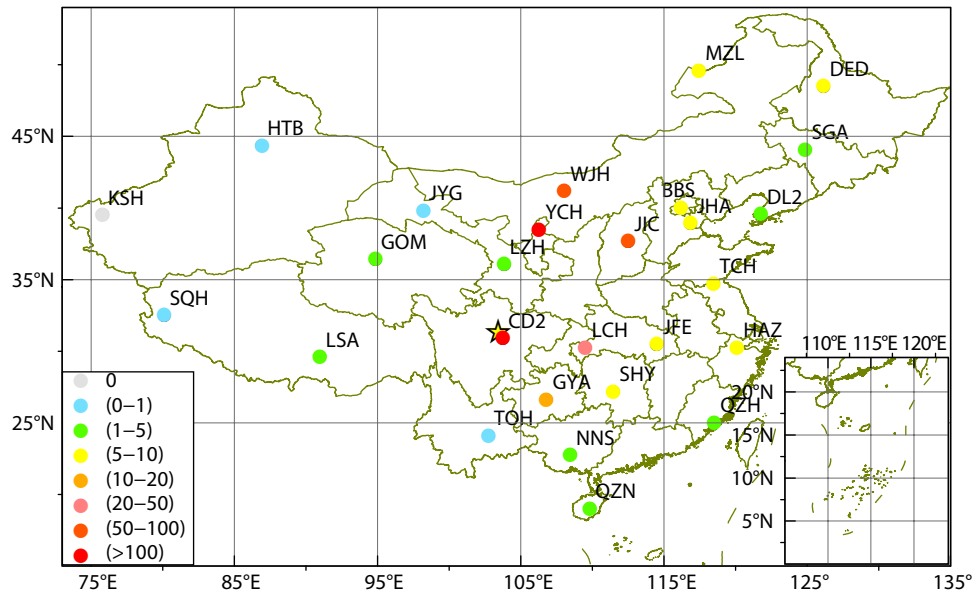 MZL
DED
HTB
SGA
45°N
KSH
JYG
WJH
BBS
JHA
DL2
YCH
JJC
GOM
LZH
35°N
TCH
SQH
CD2
LSA
LCH
JFE
HAZ
110°E 115°E 120°E
GYA
SHY
20°N
QZH
25°N
TOH
NNS
15°N
QZN
10°N
5°N
0
(0−1)
(1−5)
(5−10)
(10−20)
(20−50)
(50−100)
(>100)
75°E 85°E 95°E 105°E 115°E 125°E 135°